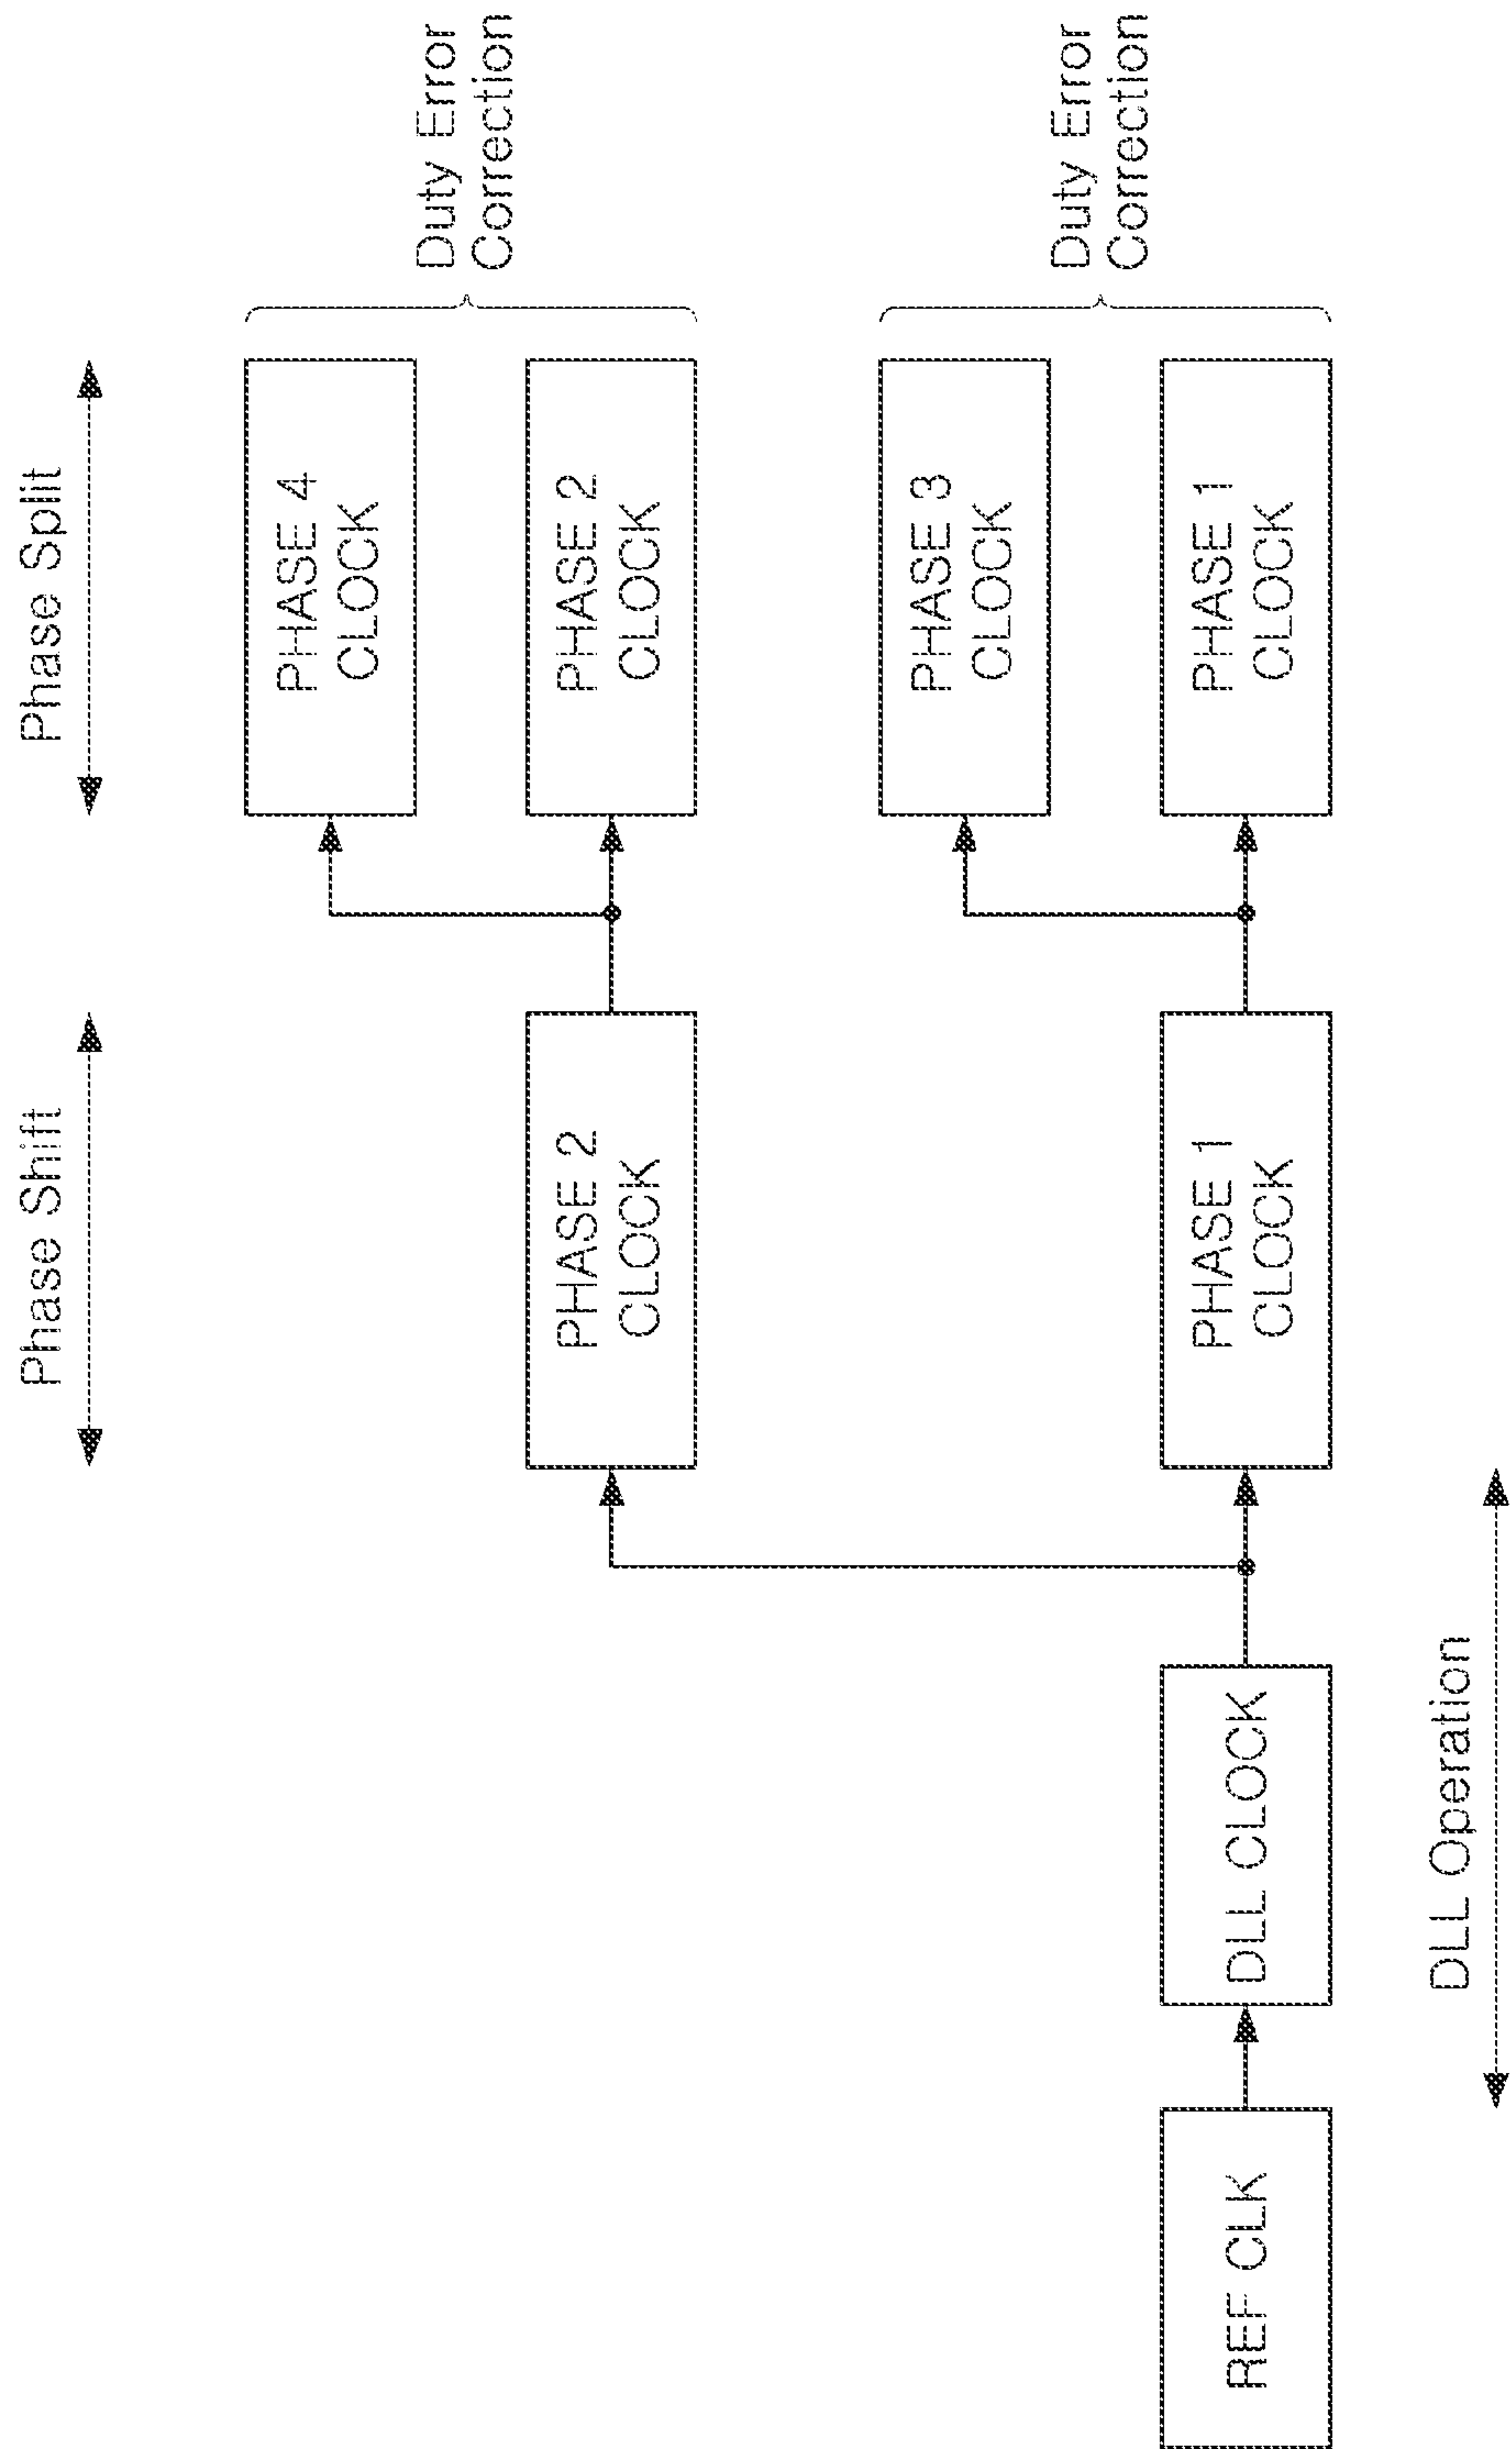 Phase Shift
Phase Split
PHASE 4
CLOCK
Duty Error
Correction
PHASE 2
CLOCK
PHASE 2
CLOCK
PHASE 3
CLOCK
Duty Error
Correction
REF CLK
DLL CLOCK
PHASE 1
CLOCK
PHASE 1
CLOCK
DLL Operation